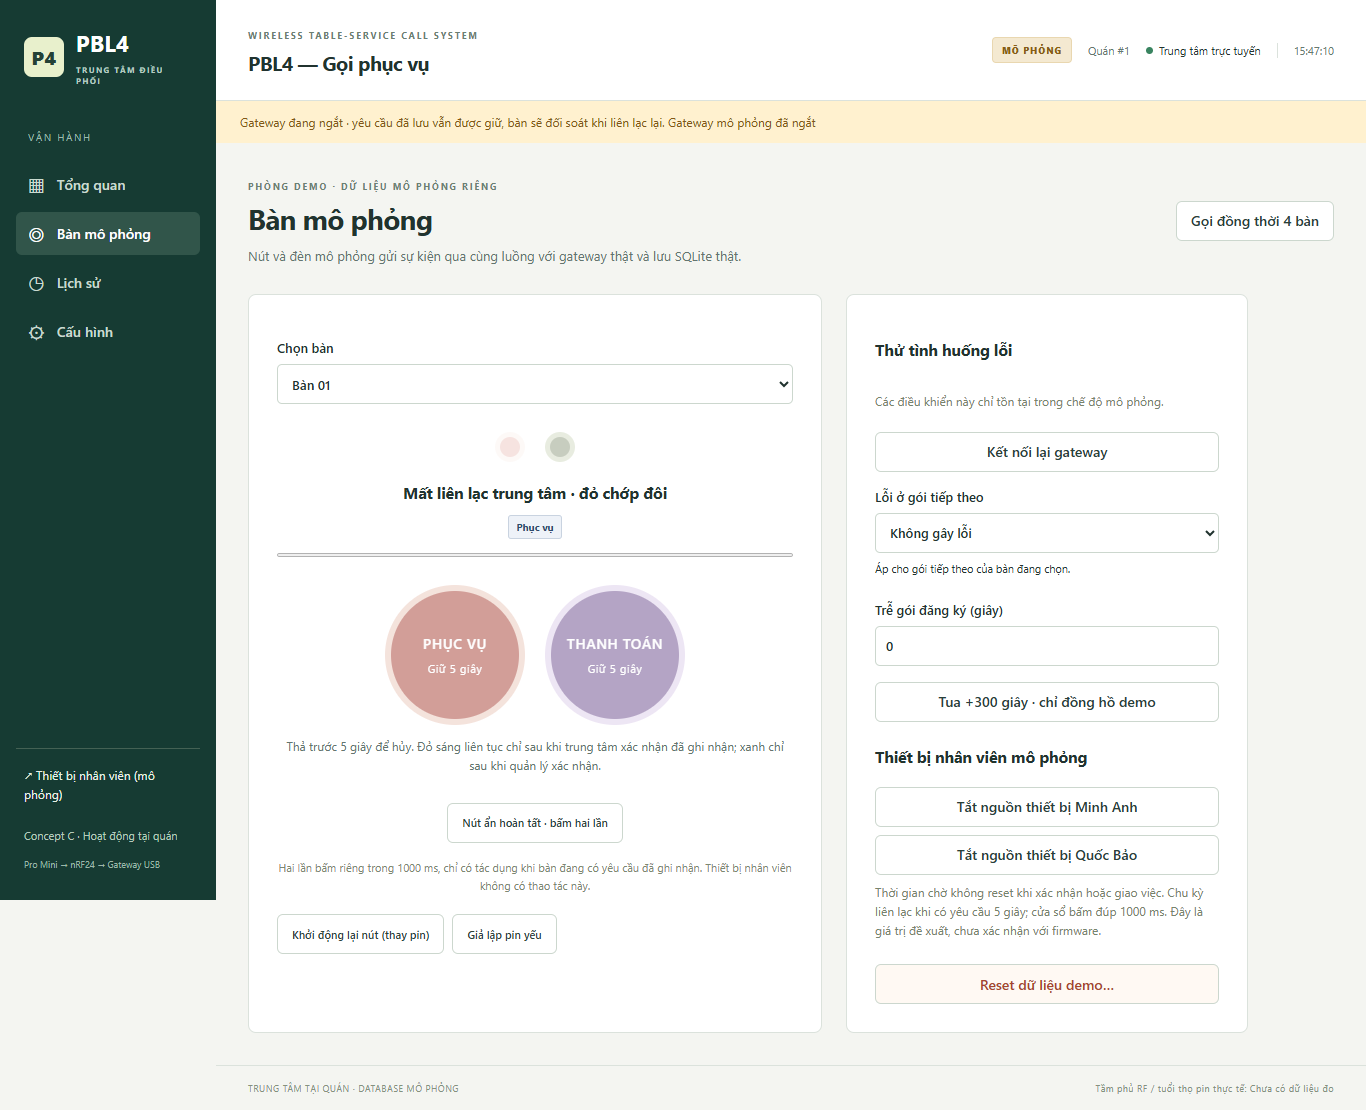 P4
PBL4
TRUNG TÂM ĐIỀU
PHỐI
VẬN HÀNH
Tổng quan
Bàn mô phỏng
Lịch sử
Cấu hình
↗ Thiết bị nhân viên (mô
phỏng)
Concept C · Hoạt động tại quán
Pro Mini → nRF24 → Gateway USB
WIRELESS TABLE-SERVICE CALL SYSTEM
PBL4 — Gọi phục vụ
MÔ PHỎNG
Quán #1
Trung tâm trực tuyến
15:47:10
Gateway đang ngắt · yêu cầu đã lưu vẫn được giữ, bàn sẽ đối soát khi liên lạc lại. Gateway mô phỏng đã ngắt
PHÒNG DEMO · DỮ LIỆU MÔ PHỎNG RIÊNG
Bàn mô phỏng
Nút và đèn mô phỏng gửi sự kiện qua cùng luồng với gateway thật và lưu SQLite thật.
Gọi đồng thời 4 bàn
Chọn bàn
Bàn 01
Mất liên lạc trung tâm · đỏ chớp đôi
Phục vụ
PHỤC VỤ
Giữ 5 giây
THANH TOÁN
Giữ 5 giây
Thả trước 5 giây để hủy. Đỏ sáng liên tục chỉ sau khi trung tâm xác nhận đã ghi nhận; xanh chỉ
sau khi quản lý xác nhận.
Nút ẩn hoàn tất · bấm hai lần
Hai lần bấm riêng trong 1000 ms, chỉ có tác dụng khi bàn đang có yêu cầu đã ghi nhận. Thiết bị nhân viên
không có thao tác này.
Khởi động lại nút (thay pin)
Giả lập pin yếu
Thử tình huống lỗi
Các điều khiển này chỉ tồn tại trong chế độ mô phỏng.
Kết nối lại gateway
Lỗi ở gói tiếp theo
Không gây lỗi
Áp cho gói tiếp theo của bàn đang chọn.
Trễ gói đăng ký (giây)
0
Tua +300 giây · chỉ đồng hồ demo
Thiết bị nhân viên mô phỏng
Tắt nguồn thiết bị Minh Anh
Tắt nguồn thiết bị Quốc Bảo
Thời gian chờ không reset khi xác nhận hoặc giao việc. Chu kỳ
liên lạc khi có yêu cầu 5 giây; cửa sổ bấm đúp 1000 ms. Đây là
giá trị đề xuất, chưa xác nhận với firmware.
Reset dữ liệu demo...
TRUNG TÂM TẠI QUÁN · DATABASE MÔ PHỎNG
Tầm phủ RF / tuổi thọ pin thực tế: Chưa có dữ liệu đo